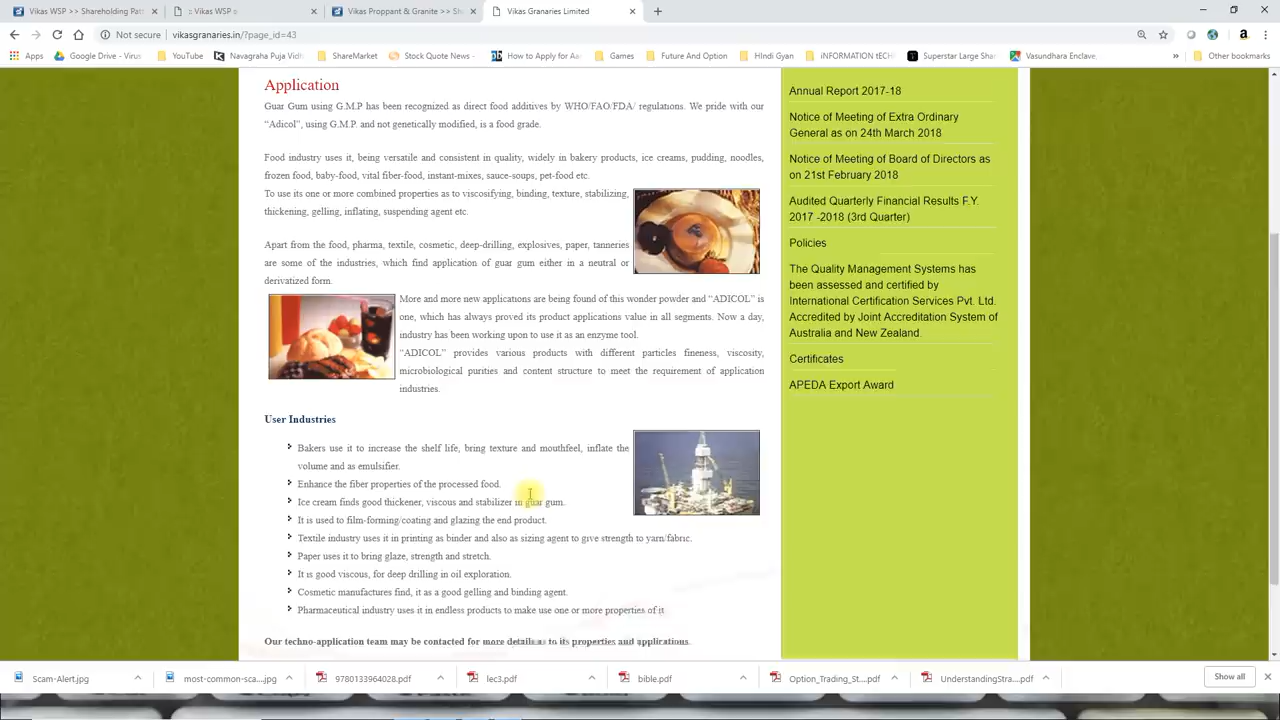 Vikas WSP >> Shareholding Pat
:: Vikas WSP ::
Vikas Proppant & Granite >> Sha
Vikas Granaries Limited
Not secure
vikasgranaries.in/?page_id=43
Apps
Google Drive - Virus
YouTube
Navagraha Puja Vidh
ShareMarket
Stock Quote News -
How to Apply for Aa
Games
Future And Option
HIndi Gyan
iNFORMATION tECH
Superstar Large Sha
Vasundhara Enclave,
Other bookmarks
Application
Guar Gum using G.M.P has been recognized as direct food additives by WHO/FAO/FDA/ regulations. We pride with our
“Adicol”, using G.M.P. and not genetically modified, is a food grade.
Food industry uses it, being versatile and consistent in quality, widely in bakery products, ice creams, pudding, noodles,
frozen food, baby-food, vital fiber-food, instant-mixes, sauce-soups, pet-food etc.
To use its one or more combined properties as to viscosifying, binding, texture, stabilizing,
thickening, gelling, inflating, suspending agent etc.
Apart from the food, pharma, textile, cosmetic, deep-drilling, explosives, paper, tanneries
are some of the industries, which find application of guar gum either in a neutral or
derivatized form.
More and more new applications are being found of this wonder powder and “ADICOL” is
one, which has always proved its product applications value in all segments. Now a day,
industry has been working upon to use it as an enzyme tool.
“ADICOL” provides various products with different particles fineness, viscosity,
microbiological purities and content structure to meet the requirement of application
industries.
User Industries
Bakers use it to increase the shelf life, bring texture and mouthfeel, inflate the
volume and as emulsifier.
Enhance the fiber properties of the processed food.
Ice cream finds good thickener, viscous and stabilizer in guar gum.
It is used to film-forming/coating and glazing the end product.
Textile industry uses it in printing as binder and also as sizing agent to give strength to yarn/fabric.
Paper uses it to bring glaze, strength and stretch.
It is good viscous, for deep drilling in oil exploration.
Cosmetic manufactures find, it as a good gelling and binding agent.
Pharmaceutical industry uses it in endless products to make use one or more properties of it
Our techno-application team may be contacted for more details as to its properties and applications.
Annual Report 2017-18
Notice of Meeting of Extra Ordinary
General as on 24th March 2018
Notice of Meeting of Board of Directors as
on 21st February 2018
Audited Quarterly Financial Results F.Y.
2017 -2018 (3rd Quarter)
Policies
The Quality Management Systems has
been assessed and certified by
International Certification Services Pvt. Ltd.
Accredited by Joint Accreditation System of
Australia and New Zealand.
Certificates
APEDA Export Award
Scam-Alert.jpg
most-common-sca....jpg
9780133964028.pdf
lec3.pdf
bible.pdf
Option_Trading_St....pdf
UnderstandingStra....pdf
Show all